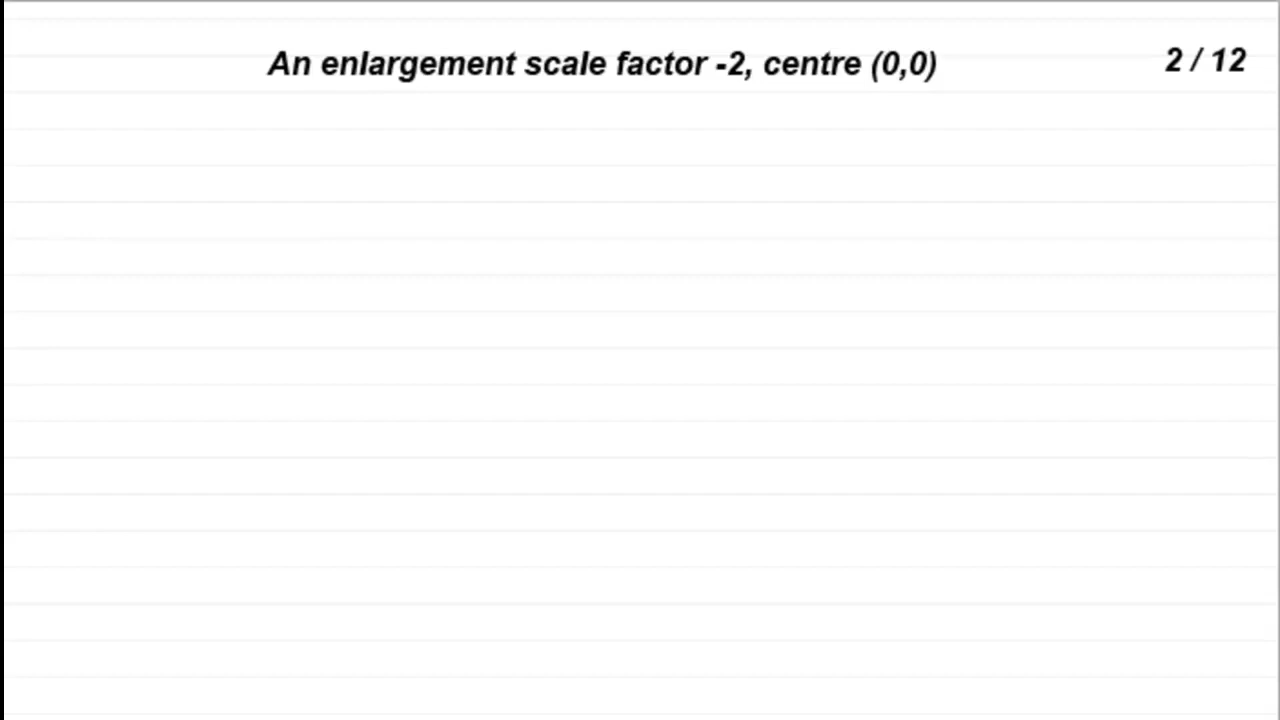 An enlargement scale factor -2, centre (0,0)
2 / 12